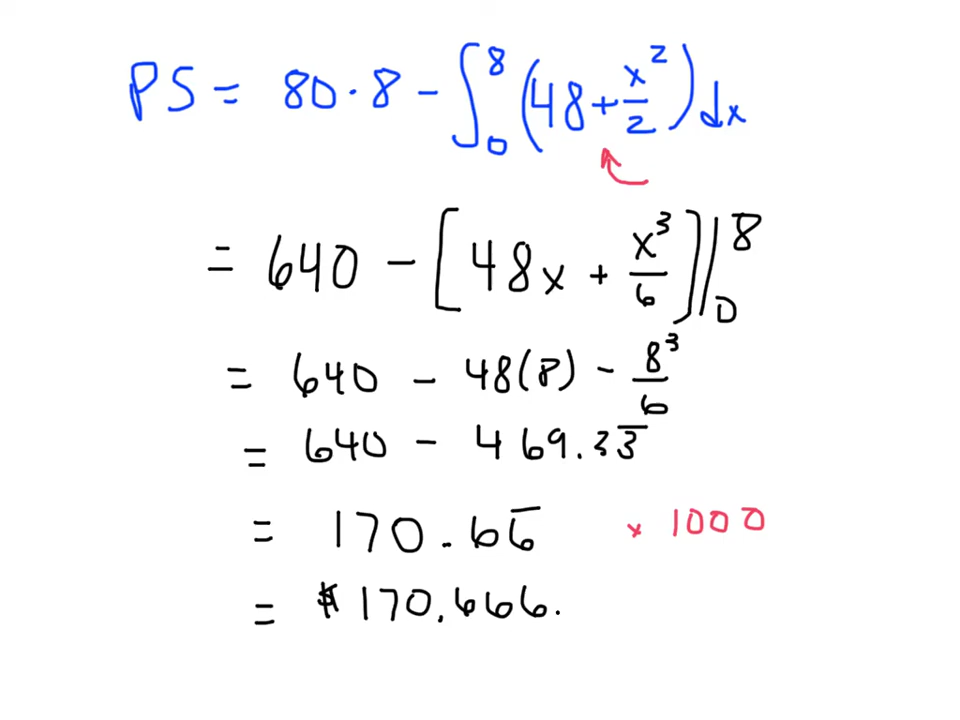 PS = 80 · 8 - ∫₀⁸ (48 + x²/2) dx
= 640 - [48x + x³/6] |₀⁸
= 640 - 48(8) - 8³/6
= 640 - 469.33̅
= 170.66̅ × 1000
= $170,666.